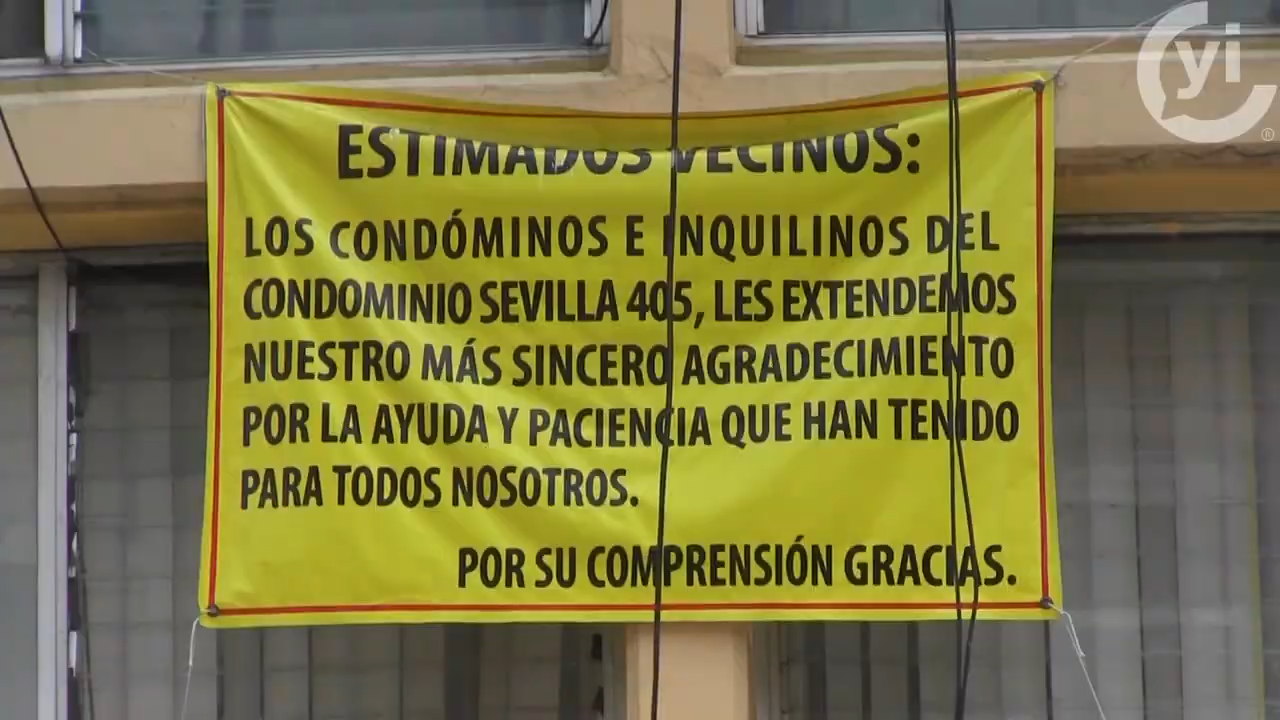 yi
ESTIMADOS VECINOS:
LOS CONDÓMINOS E INQUILINOS DEL
CONDOMINIO SEVILLA 405, LES EXTENDEMOS
NUESTRO MÁS SINCERO AGRADECIMIENTO
POR LA AYUDA Y PACIENCIA QUE HAN TENIDO
PARA TODOS NOSOTROS.
POR SU COMPRENSIÓN GRACIAS.